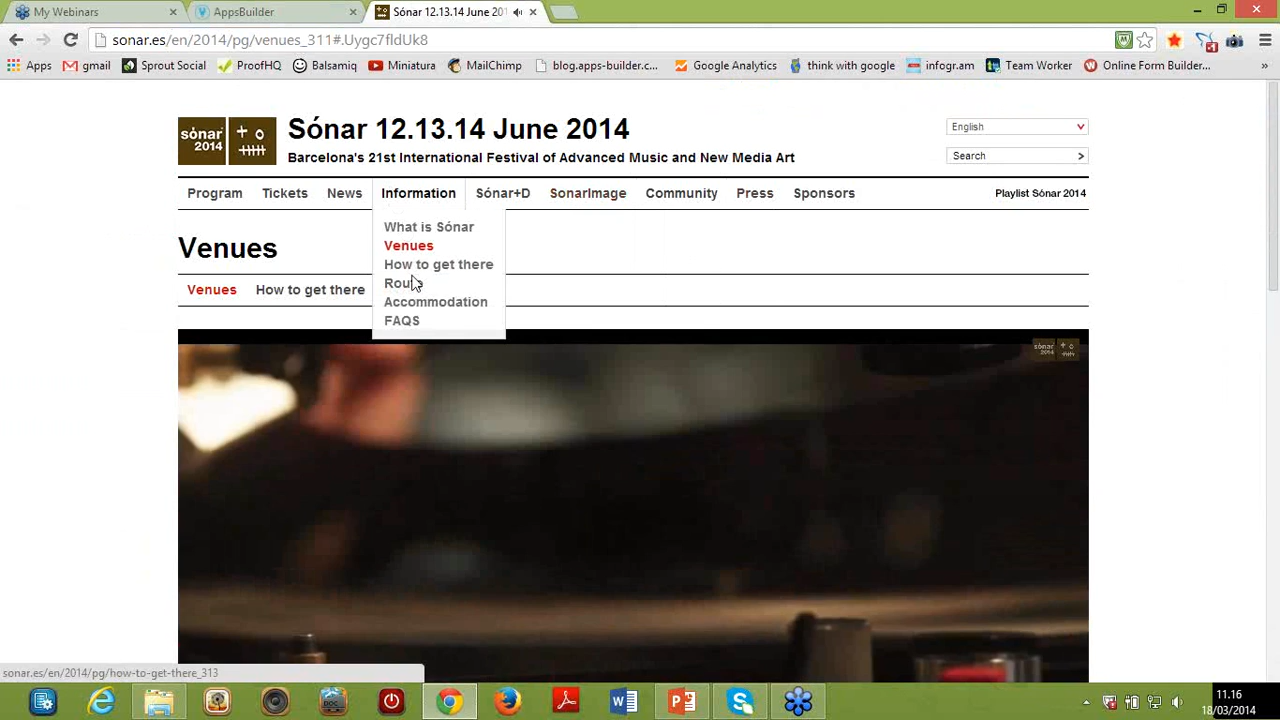 My Webinars
AppsBuilder
Sónar 12.13.14 June 201
sonar.es/en/2014/pg/venues_311#.Uygc7fldUk8
Apps
gmail
Sprout Social
ProofHQ
Balsamiq
Miniatura
MailChimp
blog.apps-builder.c...
Google Analytics
think with google
infogr.am
Team Worker
Online Form Builder...
»
sónar
2014
Sónar 12.13.14 June 2014
Barcelona's 21st International Festival of Advanced Music and New Media Art
English
Search
Program
Tickets
News
Information
Sónar+D
SonarImage
Community
Press
Sponsors
Playlist Sónar 2014
What is Sónar
Venues
How to get there
Accommodation
FAQS
Venues
Venues
How to get there
sónar
2014
sonar.es/en/2014/pg/how-to-get-there_313
DOC
11.16
18/03/2014